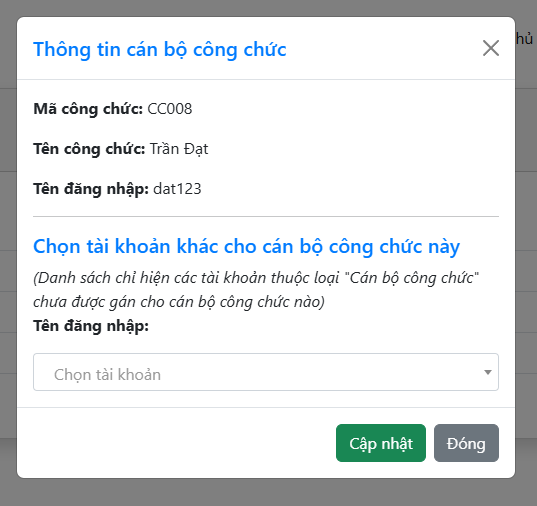 Thông tin cán bộ công chức
hủ
Mã công chức: CC008
Tên công chức: Trần Đạt
Tên đăng nhập: dat123
Chọn tài khoản khác cho cán bộ công chức này
(Danh sách chỉ hiện các tài khoản thuộc loại "Cán bộ công chức"
chưa được gán cho cán bộ công chức nào)
Tên đăng nhập:
Chọn tài khoản
Cập nhật Đóng